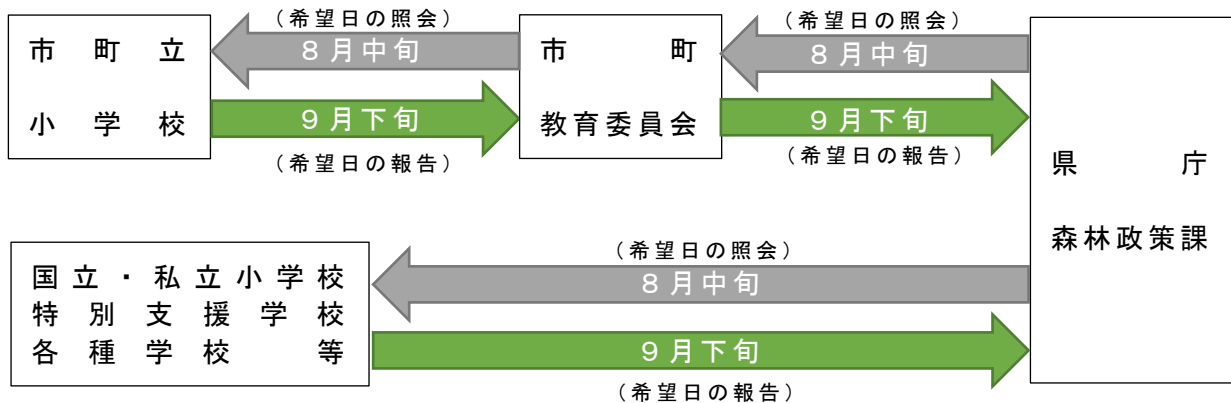 (希望日の照会)
8月中旬
市町立
小学校
9月下旬
(希望日の報告)
(希望日の照会)
8月中旬
市町
教育委員会
9月下旬
(希望日の報告)
県庁
森林政策課
(希望日の照会)
8月中旬
国立・私立小学校
特別支援学校
各種学校等
9月下旬
(希望日の報告)